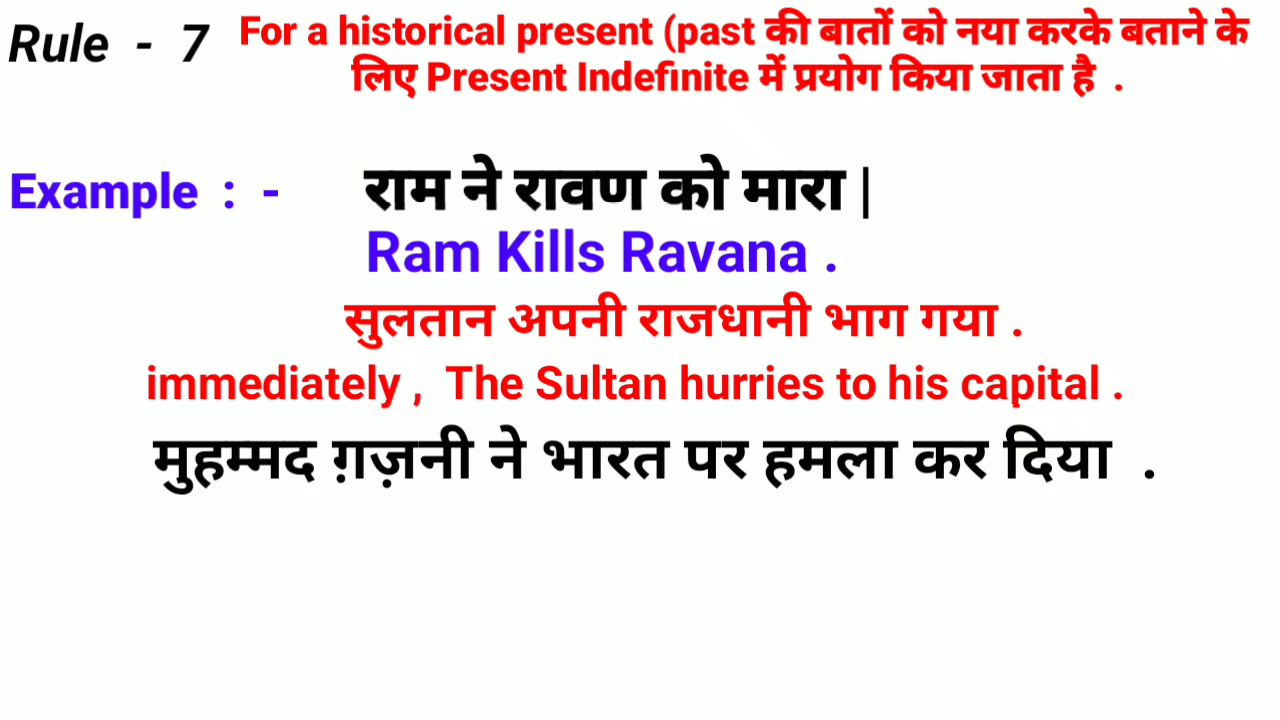 Rule - 7 For a historical present (past की बातों को नया करके बताने के
लिए Present Indefinite में प्रयोग किया जाता है .
Example : - राम ने रावण को मारा |
Ram Kills Ravana .
सुलतान अपनी राजधानी भाग गया .
immediately , The Sultan hurries to his capital .
मुहम्मद ग़ज़नी ने भारत पर हमला कर दिया .